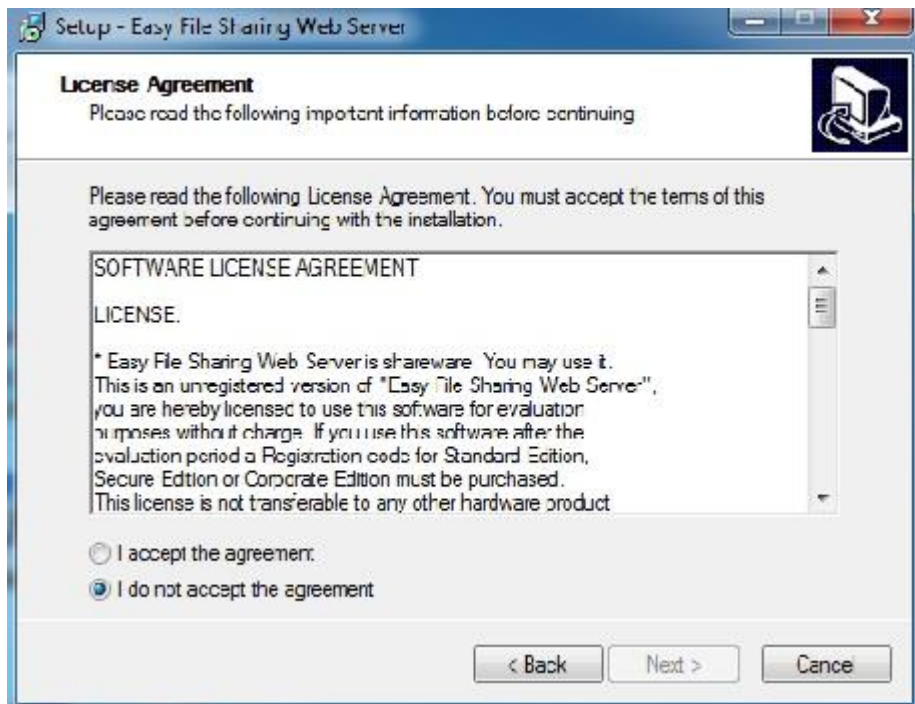 Setup - Easy File Sharing Web Server
License Agreement
Please read the following important information before continuing
Please read the following License Agreement. You must accept the terms of this
agreement before continuing with the installation.
SOFTWARE LICENSE AGREEMENT
LICENSE.
* Easy File Sharing Web Server is shareware. You may use it.
This is an unregistered version of "Easy File Sharing Web Server",
you are hereby licensed to use this software for evaluation
purposes without charge. If you use this software after the
evaluation period a Registration code for Standard Edition,
Secure Edition or Corporate Edition must be purchased.
This license is not transferable to any other hardware product
I accept the agreement
I do not accept the agreement
< Back
Next >
Cancel